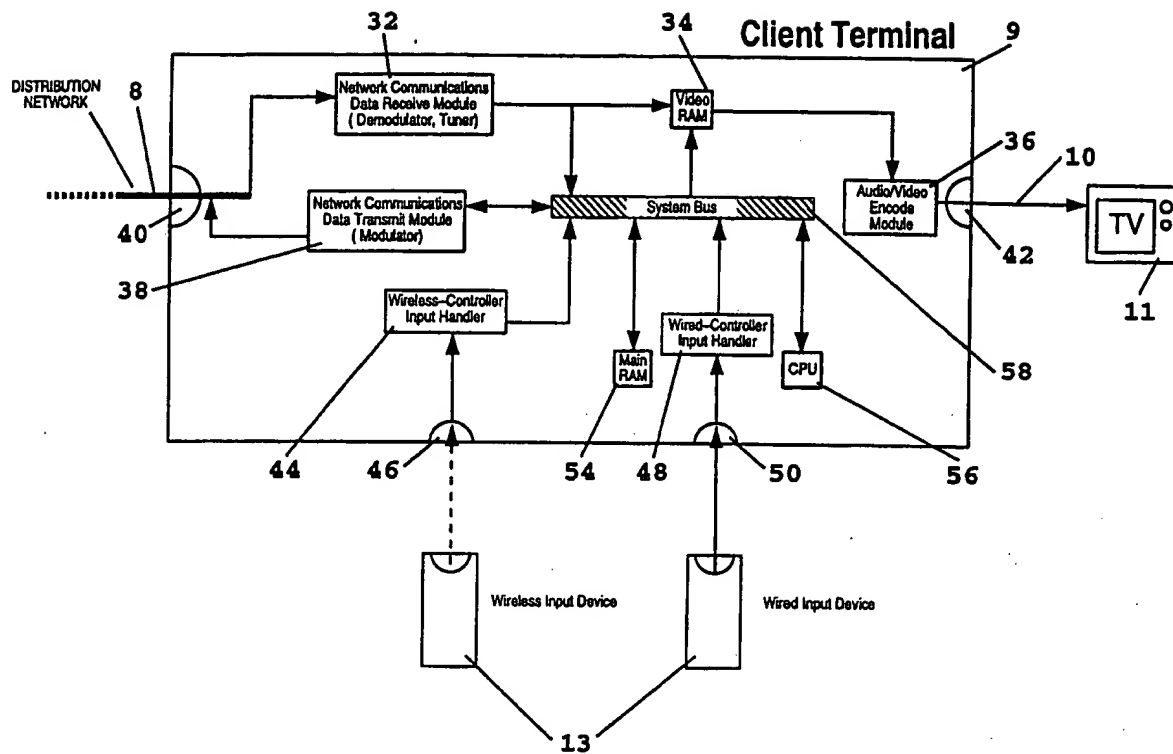 32
34
Client Terminal
9
DISTRIBUTION
NETWORK
8
Network Communications
Data Receive Module
( Demodulator, Tuner)
Video
RAM
36
10
40
Network Communications
Data Transmit Module
( Modulator)
System Bus
Audio/Video
Encode
Module
42
TV
11
38
Wireless-Controller
Input Handler
Wired-Controller
Input Handler
Main
RAM
CPU
58
44
46
54
48
50
56
Wireless Input Device
Wired Input Device
13